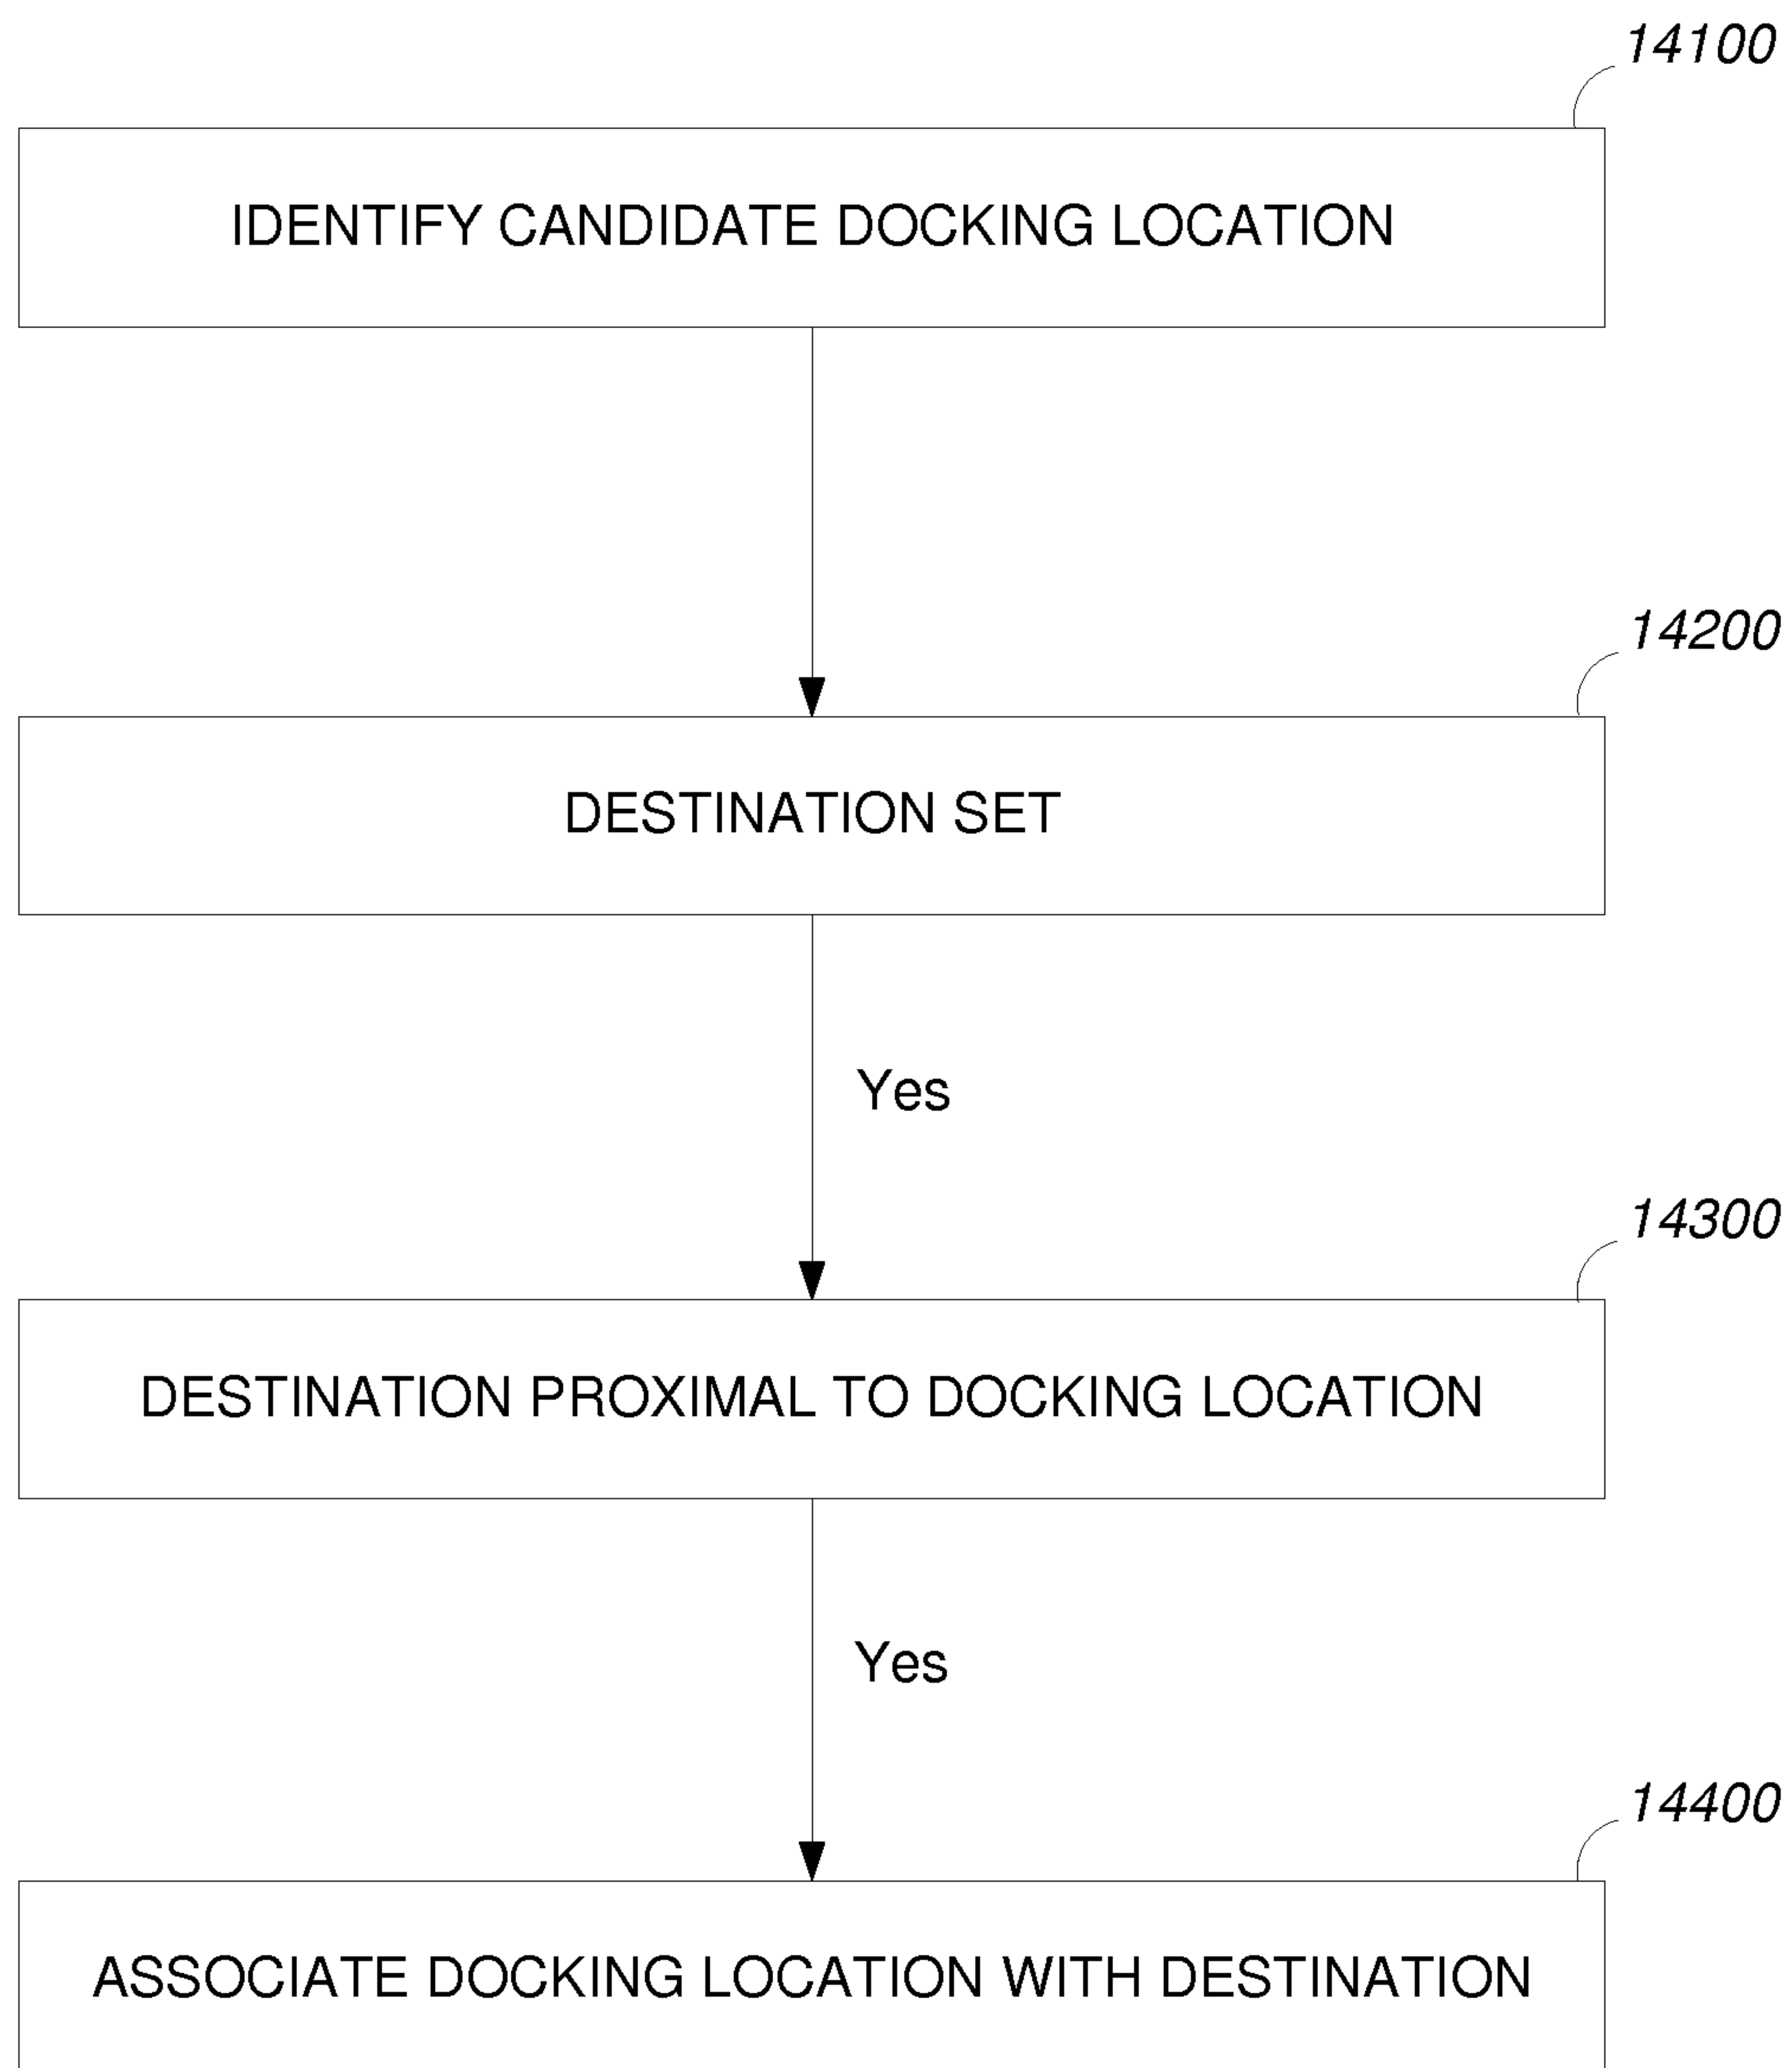 14100
IDENTIFY CANDIDATE DOCKING LOCATION
14200
DESTINATION SET
Yes
14300
DESTINATION PROXIMAL TO DOCKING LOCATION
Yes
14400
ASSOCIATE DOCKING LOCATION WITH DESTINATION